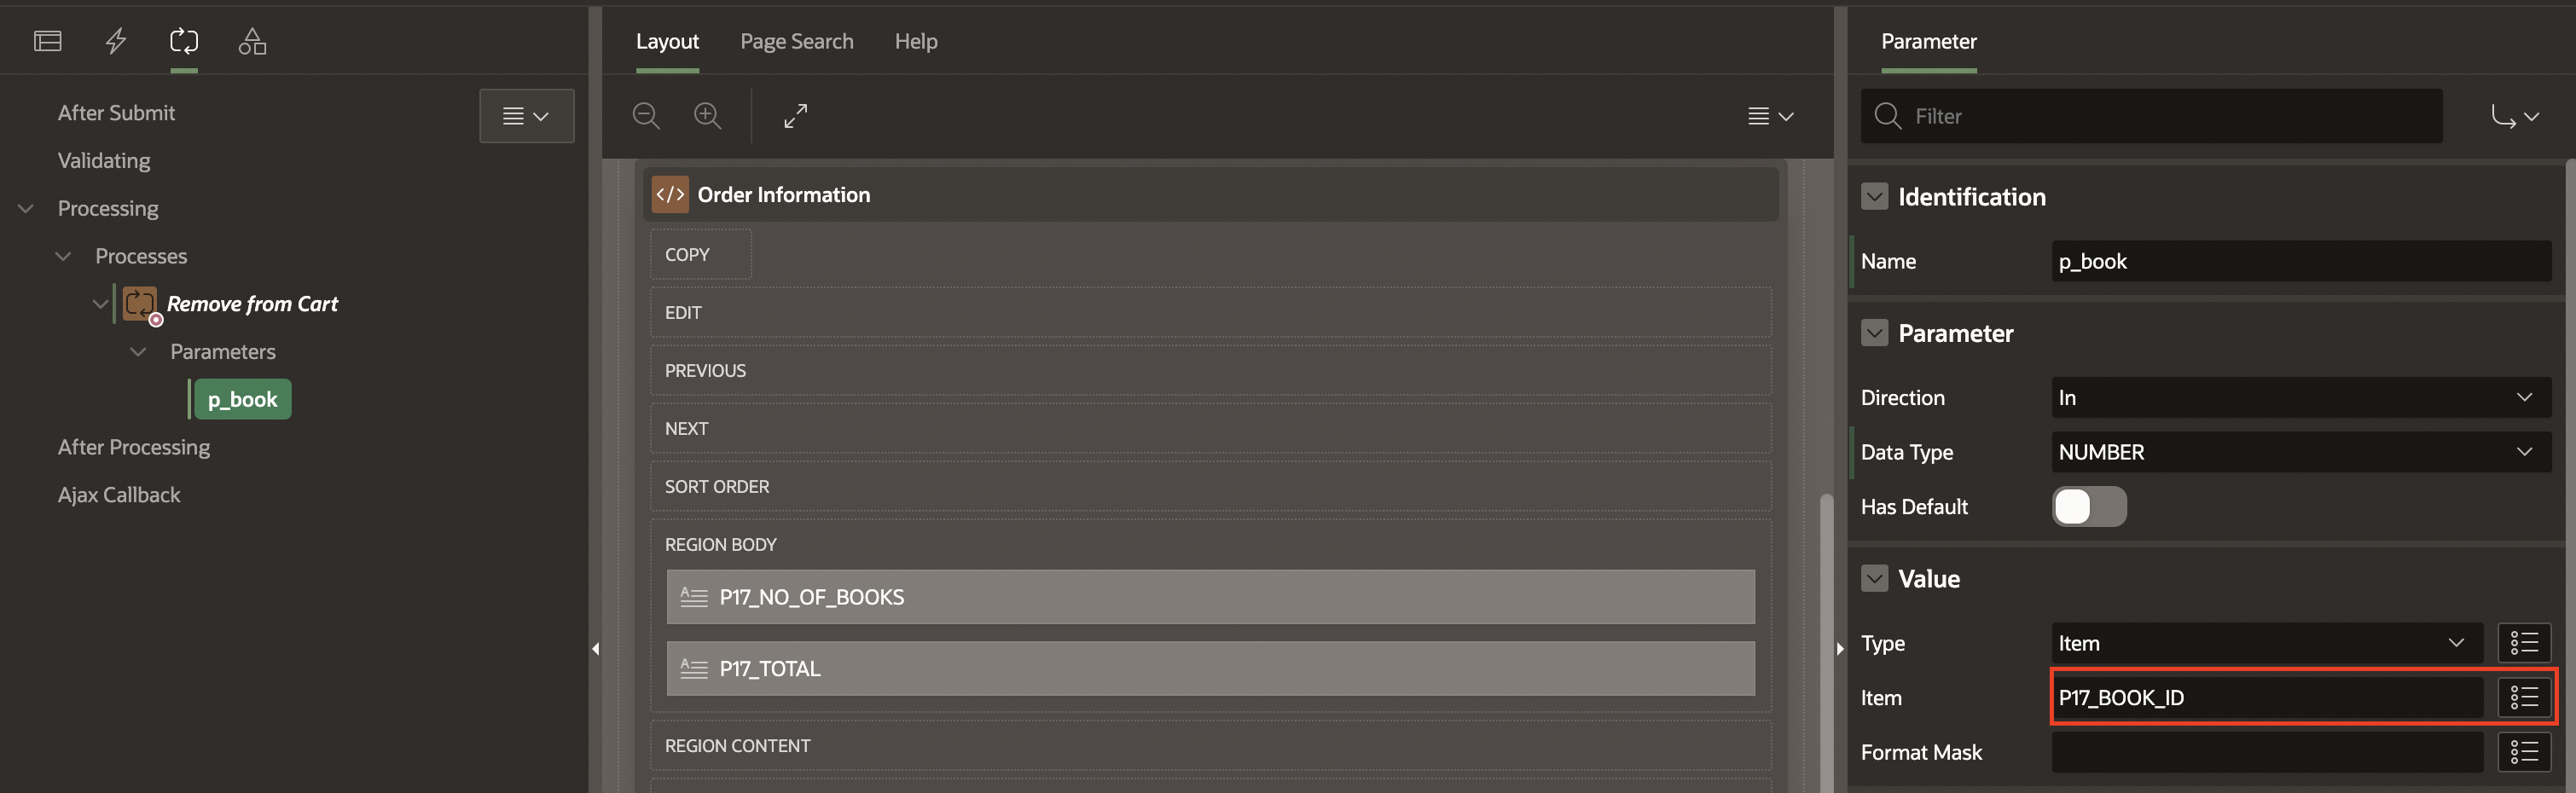 After Submit
Validating
Processing
Processes
Remove from Cart
Parameters
p_book
After Processing
Ajax Callback
Layout
Page Search
Help
Order Information
COPY
EDIT
PREVIOUS
NEXT
SORT ORDER
REGION BODY
P17_NO_OF_BOOKS
P17_TOTAL
REGION CONTENT
Parameter
Filter
Identification
Name p_book
Parameter
Direction In
Data Type NUMBER
Has Default
Value
Type Item
Item P17_BOOK_ID
Format Mask